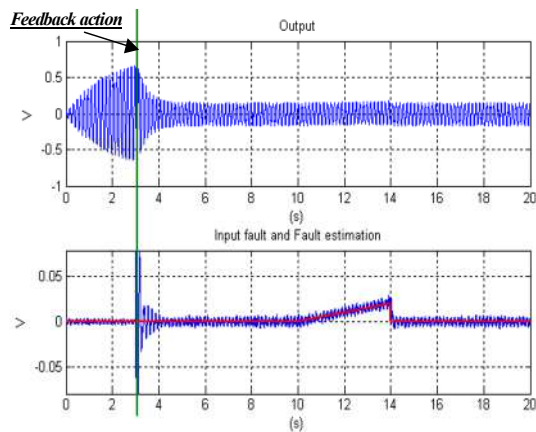 Feedback action
Output
1
0.5
0
-0.5
-1
V
0 2 4 6 8 10 12 14 16 18 20
(s)
Input fault and Fault estimation
0.05
0
-0.05
V
0 2 4 6 8 10 12 14 16 18 20
(s)